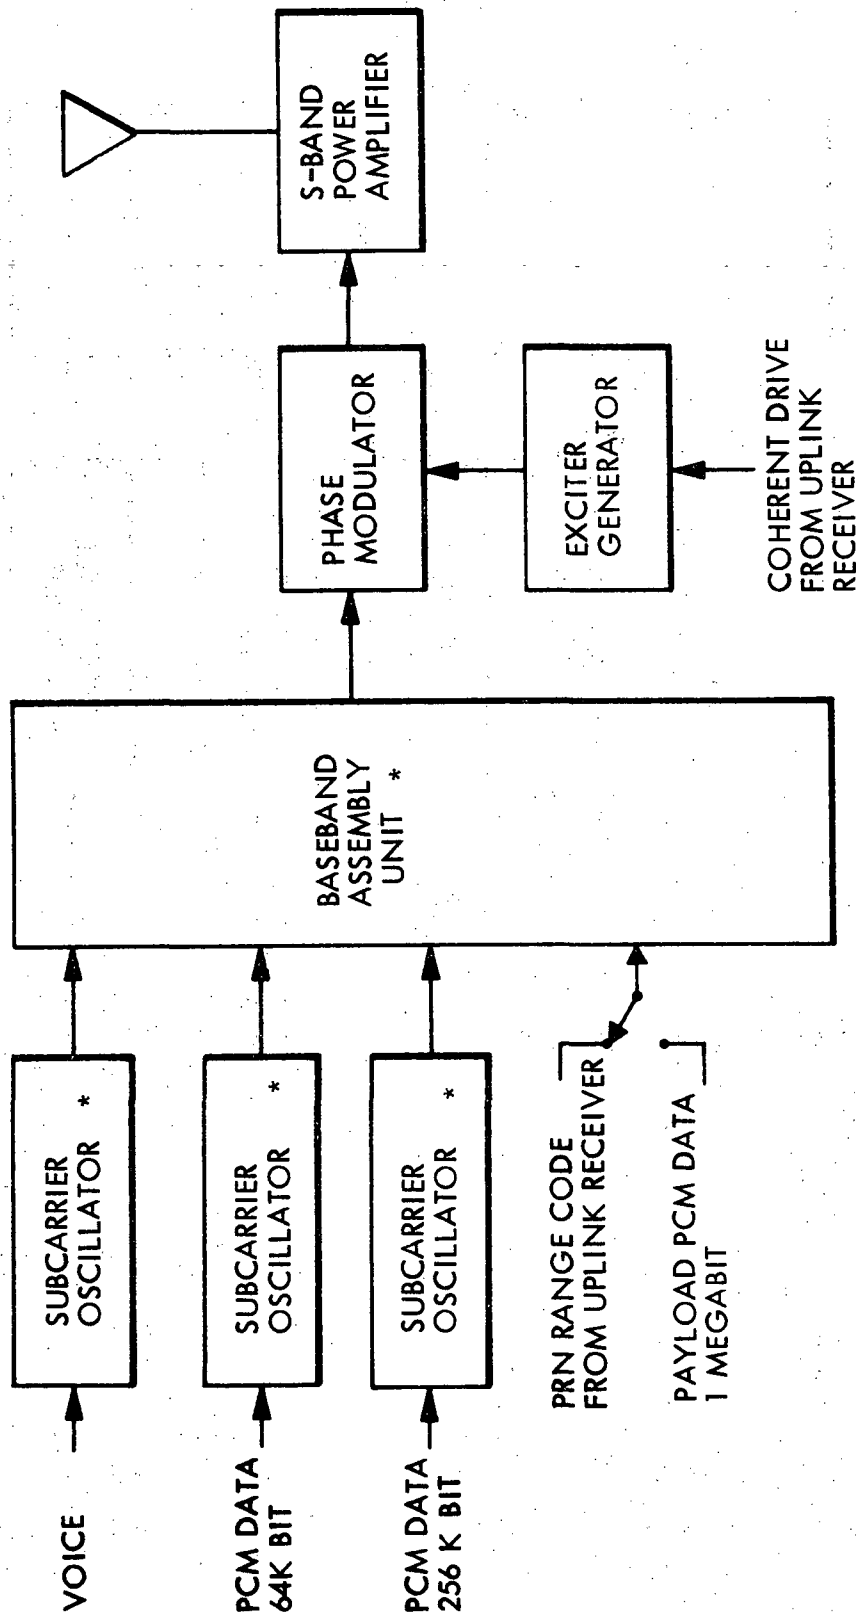 VOICE
SUBCARRIER
OSCILLATOR *
PCM DATA
64K BIT
SUBCARRIER
OSCILLATOR *
PCM DATA
256 K BIT
SUBCARRIER
OSCILLATOR *
PRN RANGE CODE
FROM UPLINK RECEIVER
PAYLOAD PCM DATA
1 MEGABIT
BASEBAND
ASSEMBLY
UNIT *
PHASE
MODULATOR
EXCITER
GENERATOR
COHERENT DRIVE
FROM UPLINK
RECEIVER
S-BAND
POWER
AMPLIFIER